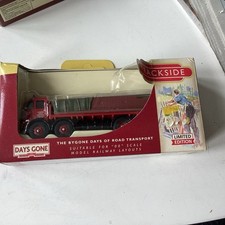 ACKSIDE
LIMITED
EDITION
DAYS GONE
THE BYGONE DAYS OF ROAD TRANSPORT
SUITABLE FOR "00" SCALE
MODEL RAILWAY LAYOUTS